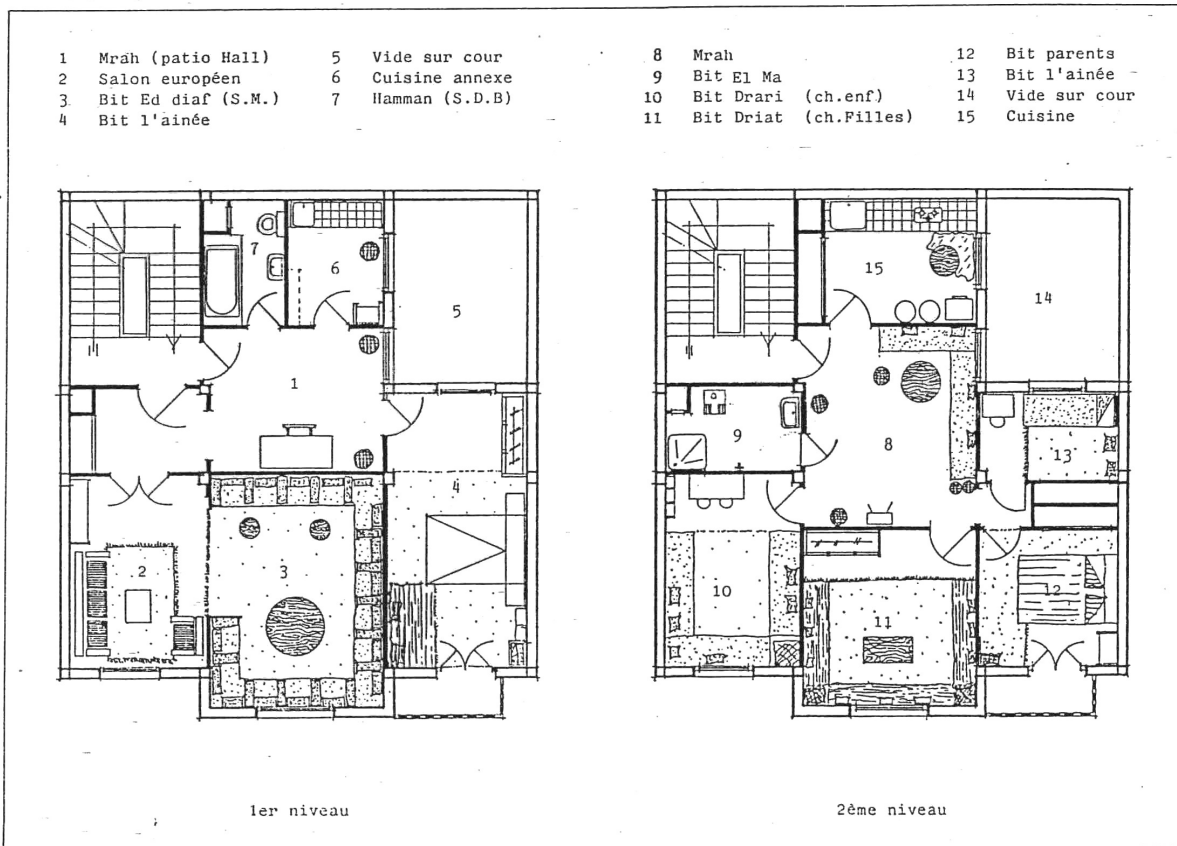 1 Mrah (patio Hall)
2 Salon européen
3 Bit Ed diaf (S.M.)
4 Bit l'ainée
5 Vide sur cour
6 Cuisine annexe
7 Hamman (S.D.B)
8 Mrah
9 Bit El Ma
10 Bit Drari (ch.enf.)
11 Bit Driat (ch.Filles)
12 Bit parents
13 Bit l'ainée
14 Vide sur cour
15 Cuisine
7
6
5
1
4
2
3
15
14
9
8
13
10
11
12
1er niveau
2ème niveau